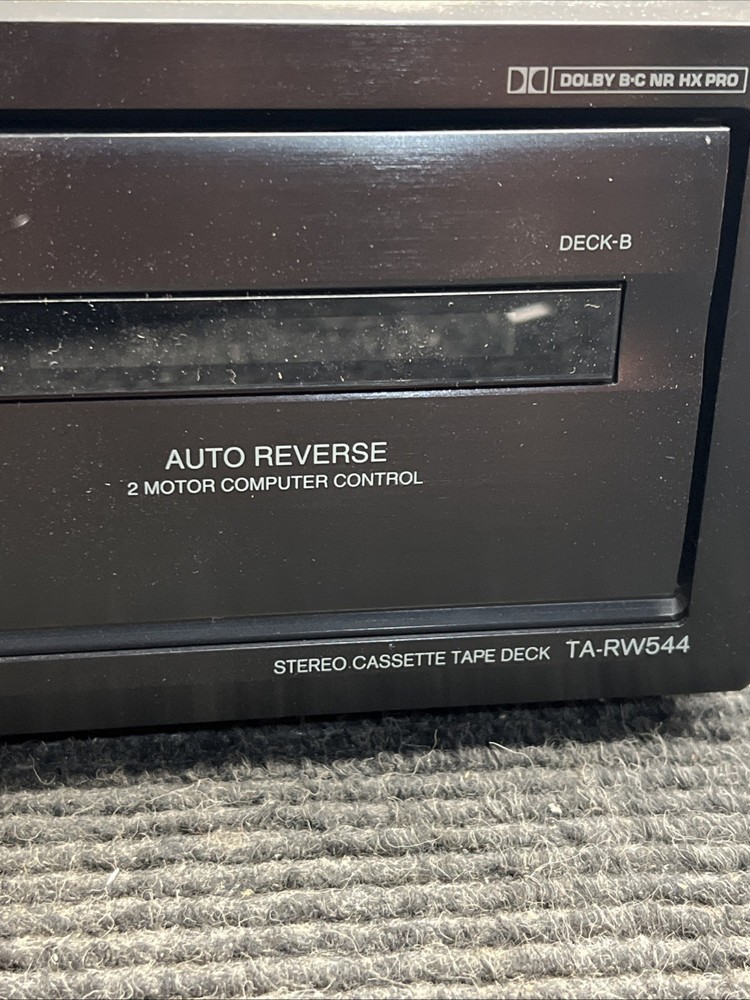 DOLBY B·C NR HX PRO
DECK-B
AUTO REVERSE
2 MOTOR COMPUTER CONTROL
STEREO CASSETTE TAPE DECK TA-RW544